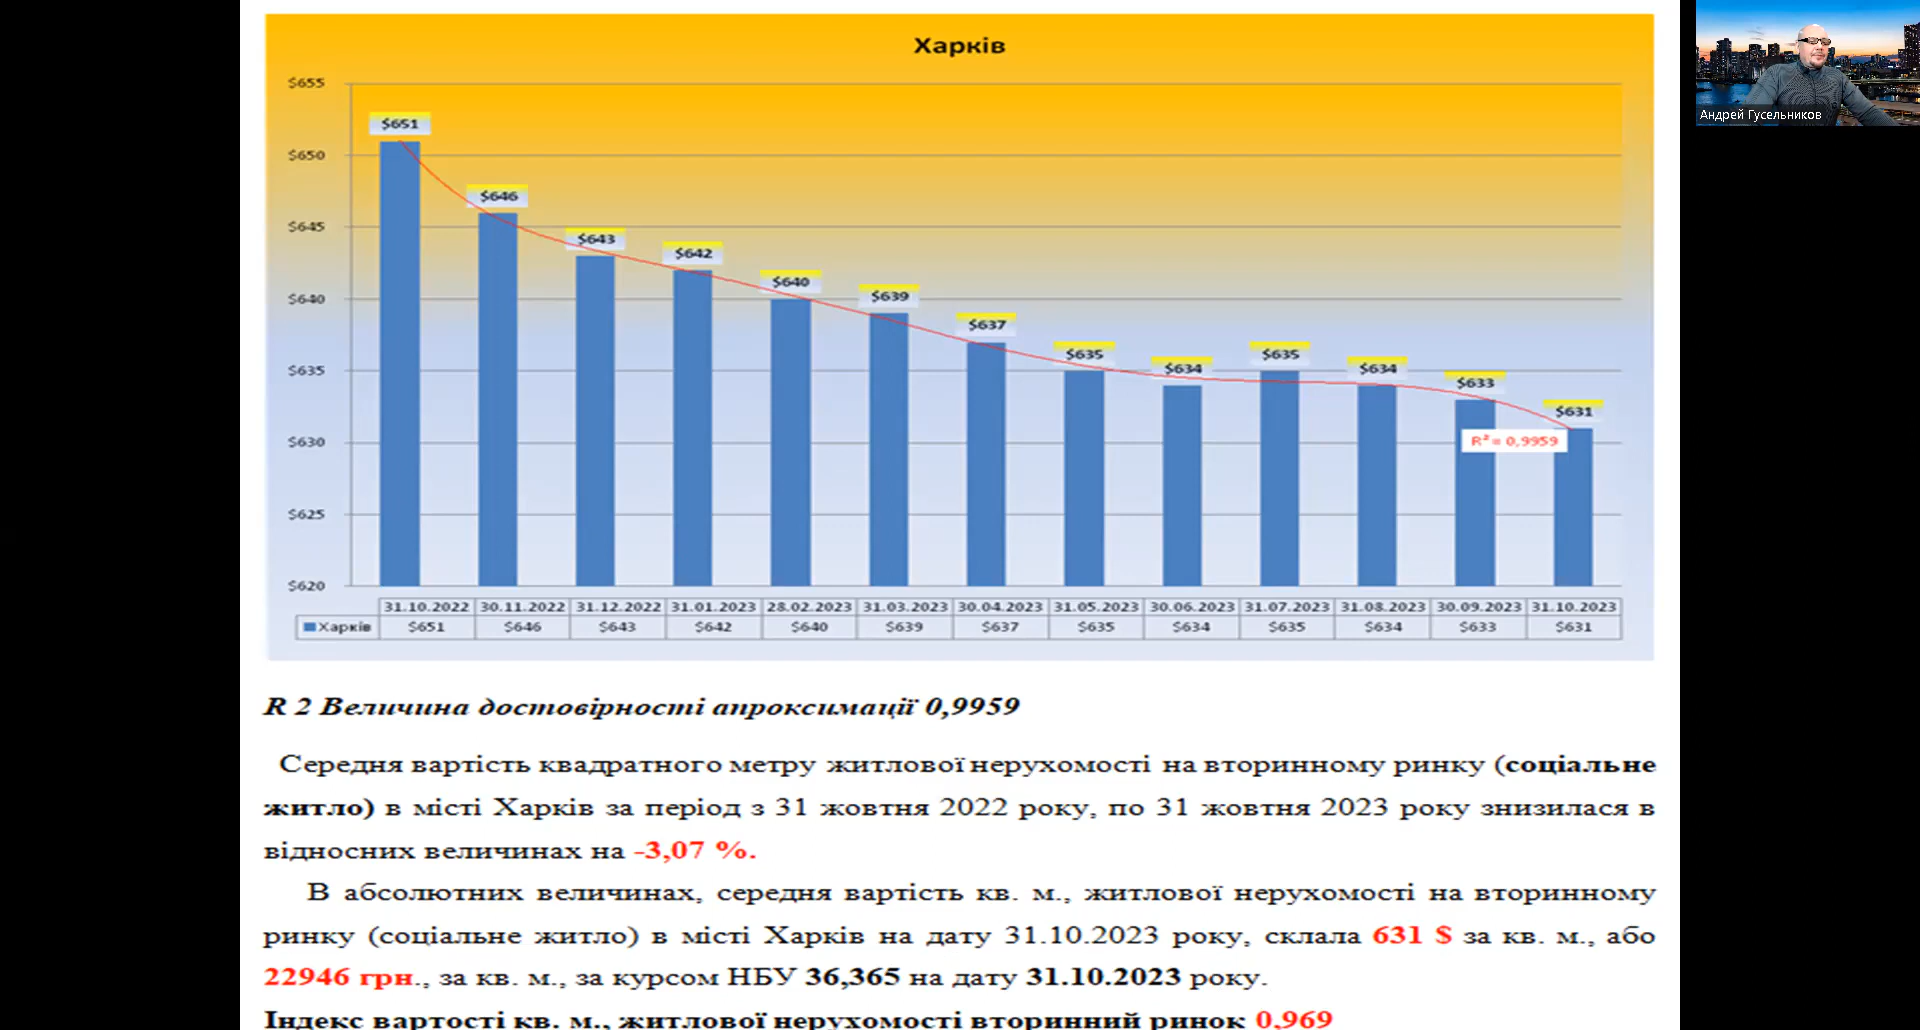 Харків
$655
$650
$645
$640
$635
$630
$625
$620
$651
$646
$643
$642
$640
$639
$637
$635
$634
$635
$634
$633
$631
R² = 0,9959
31.10.2022 30.11.2022 31.12.2022 31.01.2023 28.02.2023 31.03.2023 30.04.2023 31.05.2023 30.06.2023 31.07.2023 31.08.2023 30.09.2023 31.10.2023
Харків $651 $646 $643 $642 $640 $639 $637 $635 $634 $635 $634 $633 $631
R 2 Величина достовірності апроксимації 0,9959
Середня вартість квадратного метру житлової нерухомості на вторинному ринку (соціальне
житло) в місті Харків за період з 31 жовтня 2022 року, по 31 жовтня 2023 року знизилася в
відносних величинах на -3,07 %.
В абсолютних величинах, середня вартість кв. м., житлової нерухомості на вторинному
ринку (соціальне житло) в місті Харків на дату 31.10.2023 року, склала 631 $ за кв. м., або
22946 грн., за кв. м., за курсом НБУ 36,365 на дату 31.10.2023 року.
Індекс вартості кв. м., житлової нерухомості вторинний ринок 0,969
Андрей Гусельников